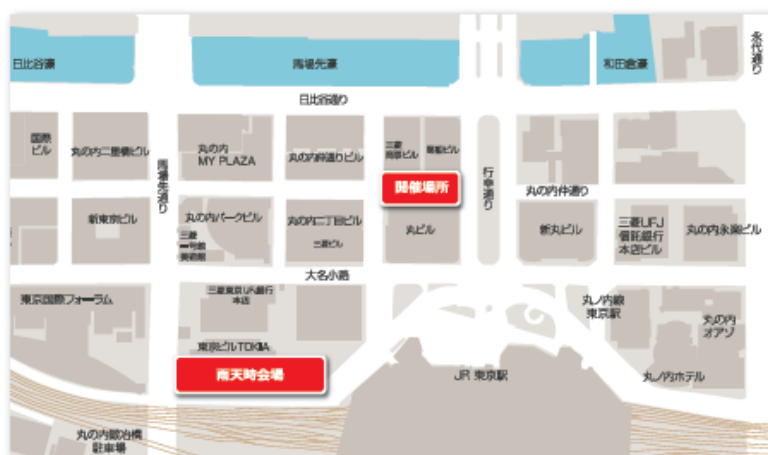 永代通り
日比谷濠
馬場先濠
和田倉濠
日比谷通り
国際
ビル
丸の内二重橋ビル
丸の内
MY PLAZA
丸の内仲通りビル
三菱
商事ビル
郵船ビル
馬場先通り
行幸通り
開催場所
丸の内仲通り
新東京ビル
丸の内パークビル
三菱
一号館
美術館
丸の内二丁目ビル
三菱ビル
丸ビル
新丸ビル
三菱UFJ
信託銀行
本店ビル
丸の内永楽ビル
大名小路
東京国際フォーラム
三菱東京UFJ銀行
本店
東京ビルTOKIA
雨天時会場
丸ノ内線
東京駅
丸の内
オアゾ
JR 東京駅
丸ノ内ホテル
丸の内鍛冶橋
駐車場